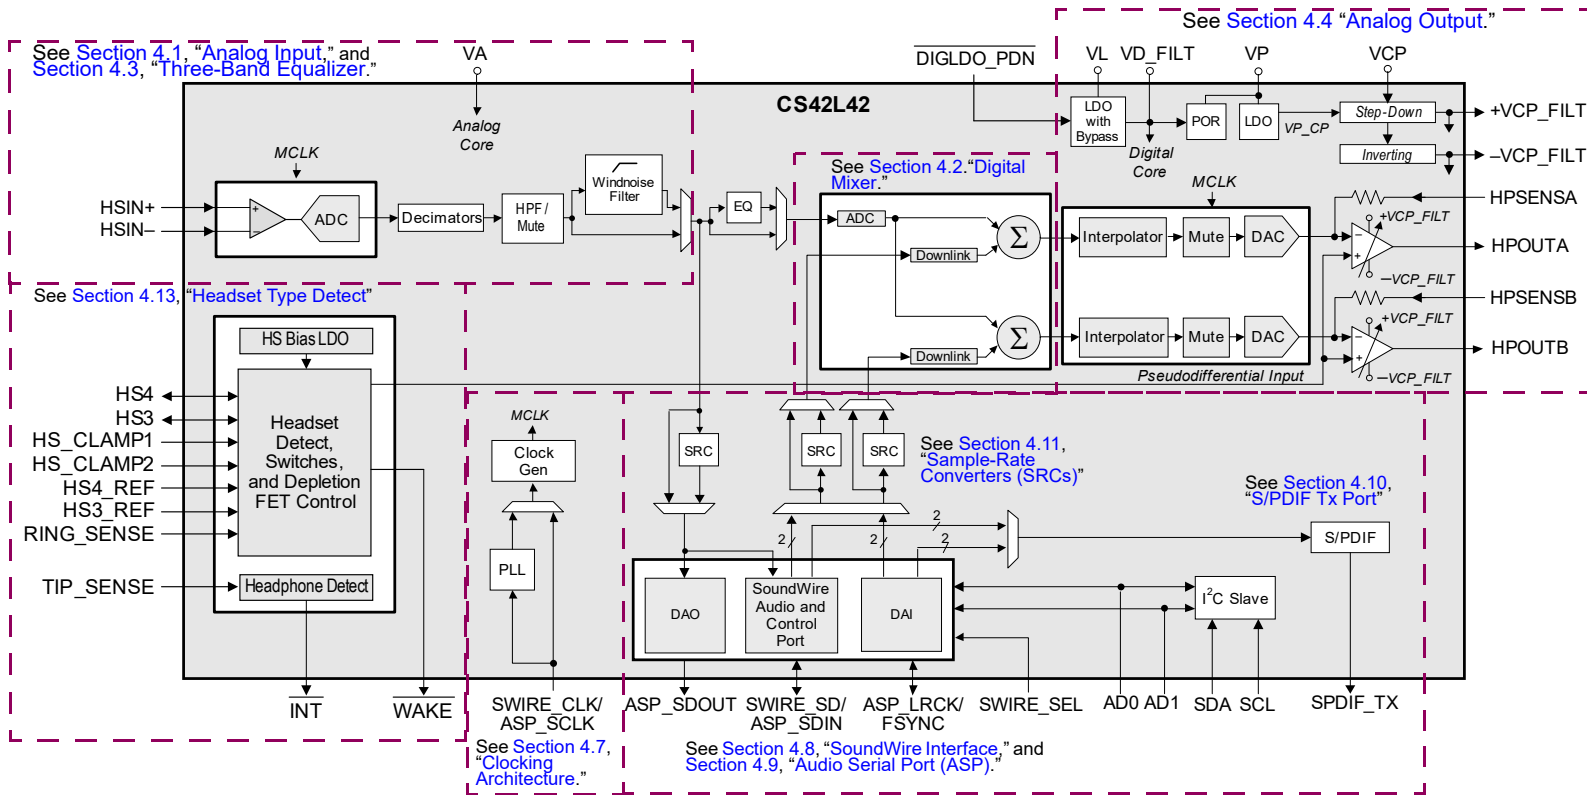 See Section 4.1, “Analog Input,” and
Section 4.3, “Three-Band Equalizer.”
VA
Analog
Core
DIGLDO_PDN
See Section 4.4 “Analog Output.”
VL
VD_FILT
VP
VCP
CS42L42
LDO
with
Bypass
POR
LDO
VP_CP
Step-Down
Inverting
+VCP_FILT
–VCP_FILT
Digital
Core
MCLK
HSIN+
HSIN–
+
–
ADC
Decimators
HPF /
Mute
Windnoise
Filter
EQ
See Section 4.2.“Digital
Mixer.”
ADC
Downlink
Σ
Downlink
Σ
MCLK
Interpolator
Mute
DAC
Interpolator
Mute
DAC
Pseudodifferential Input
HPSENSA
+VCP_FILT
–
+
HPOUTA
–VCP_FILT
HPSENSB
+VCP_FILT
–
+
HPOUTB
–VCP_FILT
See Section 4.13, “Headset Type Detect”
HS Bias LDO
Headset
Detect,
Switches,
and Depletion
FET Control
Headphone Detect
HS4
HS3
HS_CLAMP1
HS_CLAMP2
HS4_REF
HS3_REF
RING_SENSE
TIP_SENSE
INT
WAKE
MCLK
Clock
Gen
PLL
SWIRE_CLK/
ASP_SCLK
See Section 4.7,
“Clocking
Architecture.”
SRC
SRC
SRC
See Section 4.11,
“Sample-Rate
Converters (SRCs)”
2
2
2
2
See Section 4.10,
“S/PDIF Tx Port”
S/PDIF
DAO
SoundWire
Audio and
Control
Port
DAI
I2C Slave
ASP_SDOUT
SWIRE_SD/
ASP_SDIN
ASP_LRCK/
FSYNC
SWIRE_SEL
AD0
AD1
SDA
SCL
SPDIF_TX
See Section 4.8, “SoundWire Interface,” and
Section 4.9, “Audio Serial Port (ASP).”